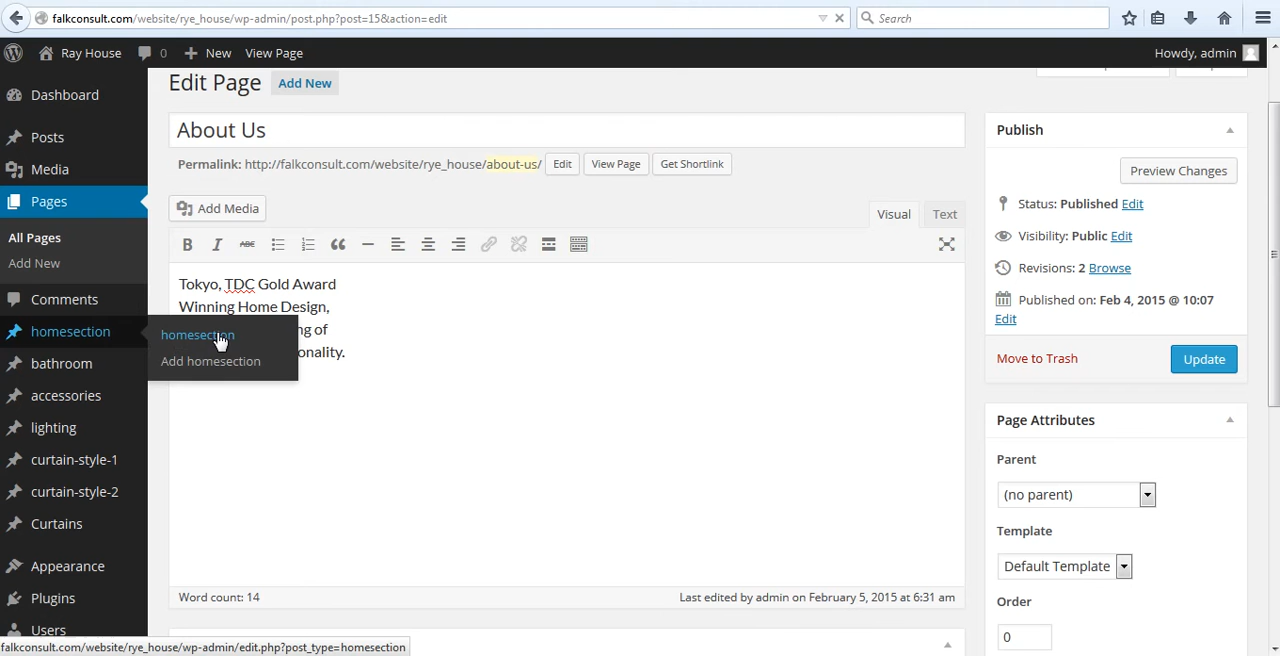 falkconsult.com/website/rye_house/wp-admin/post.php?post=15&action=edit
Search
Ray House
0
New
View Page
Howdy, admin
Dashboard
Posts
Media
Pages
All Pages
Add New
Comments
homesection
homesection
Add homesection
bathroom
accessories
lighting
curtain-style-1
curtain-style-2
Curtains
Appearance
Plugins
Users
Edit Page
Add New
About Us
Permalink: http://falkconsult.com/website/rye_house/about-us/
Edit
View Page
Get Shortlink
Add Media
Visual
Text
B I ABC
Tokyo, TDC Gold Award
Winning Home Design,
ng of
onality.
Word count: 14
Last edited by admin on February 5, 2015 at 6:31 am
Publish
Preview Changes
Status: Published Edit
Visibility: Public Edit
Revisions: 2 Browse
Published on: Feb 4, 2015 @ 10:07
Edit
Move to Trash
Update
Page Attributes
Parent
(no parent)
Template
Default Template
Order
0
falkconsult.com/website/rye_house/wp-admin/edit.php?post_type=homesection